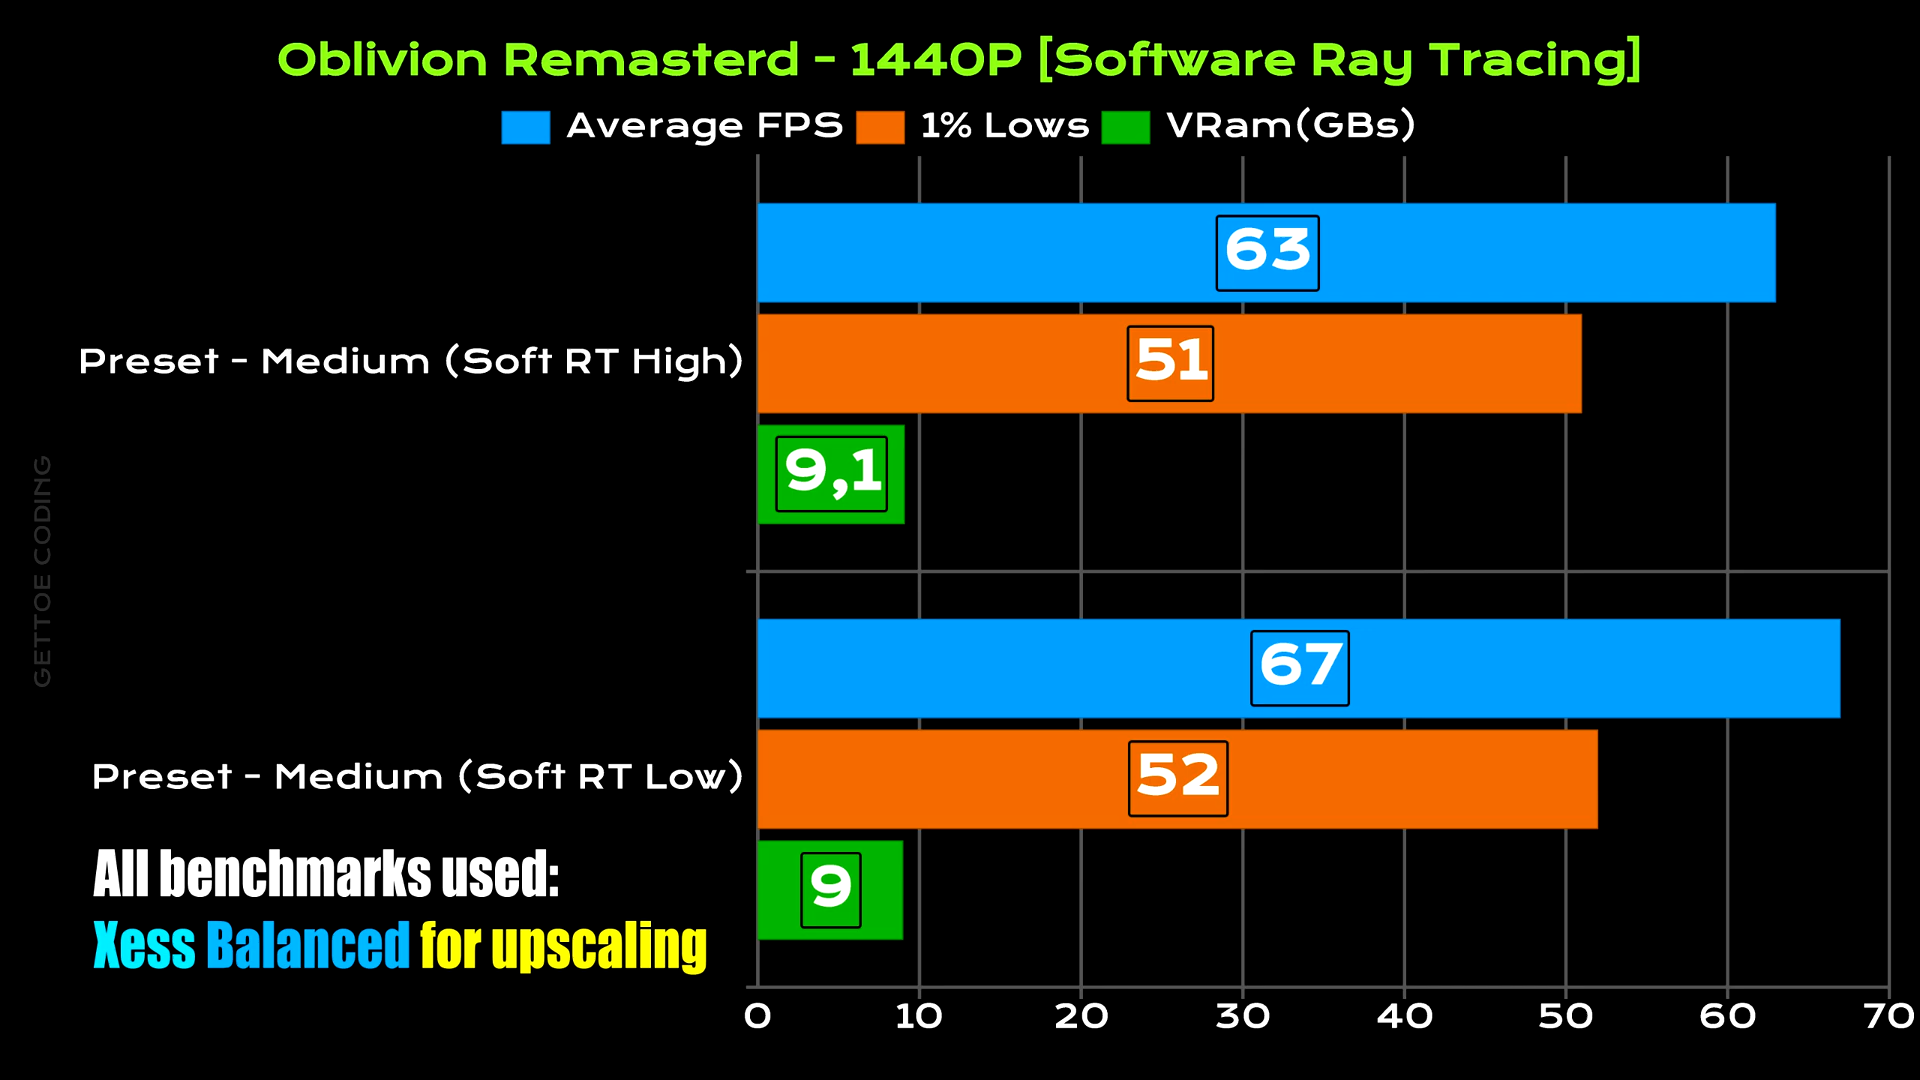 Oblivion Remasterd - 1440P [Software Ray Tracing]
Average FPS 1% Lows VRam(GBs)
63
Preset - Medium (Soft RT High)
51
9,1
67
Preset - Medium (Soft RT Low)
52
9
All benchmarks used:
Xess Balanced for upscaling
0 10 20 30 40 50 60 70
GETTOE CODING